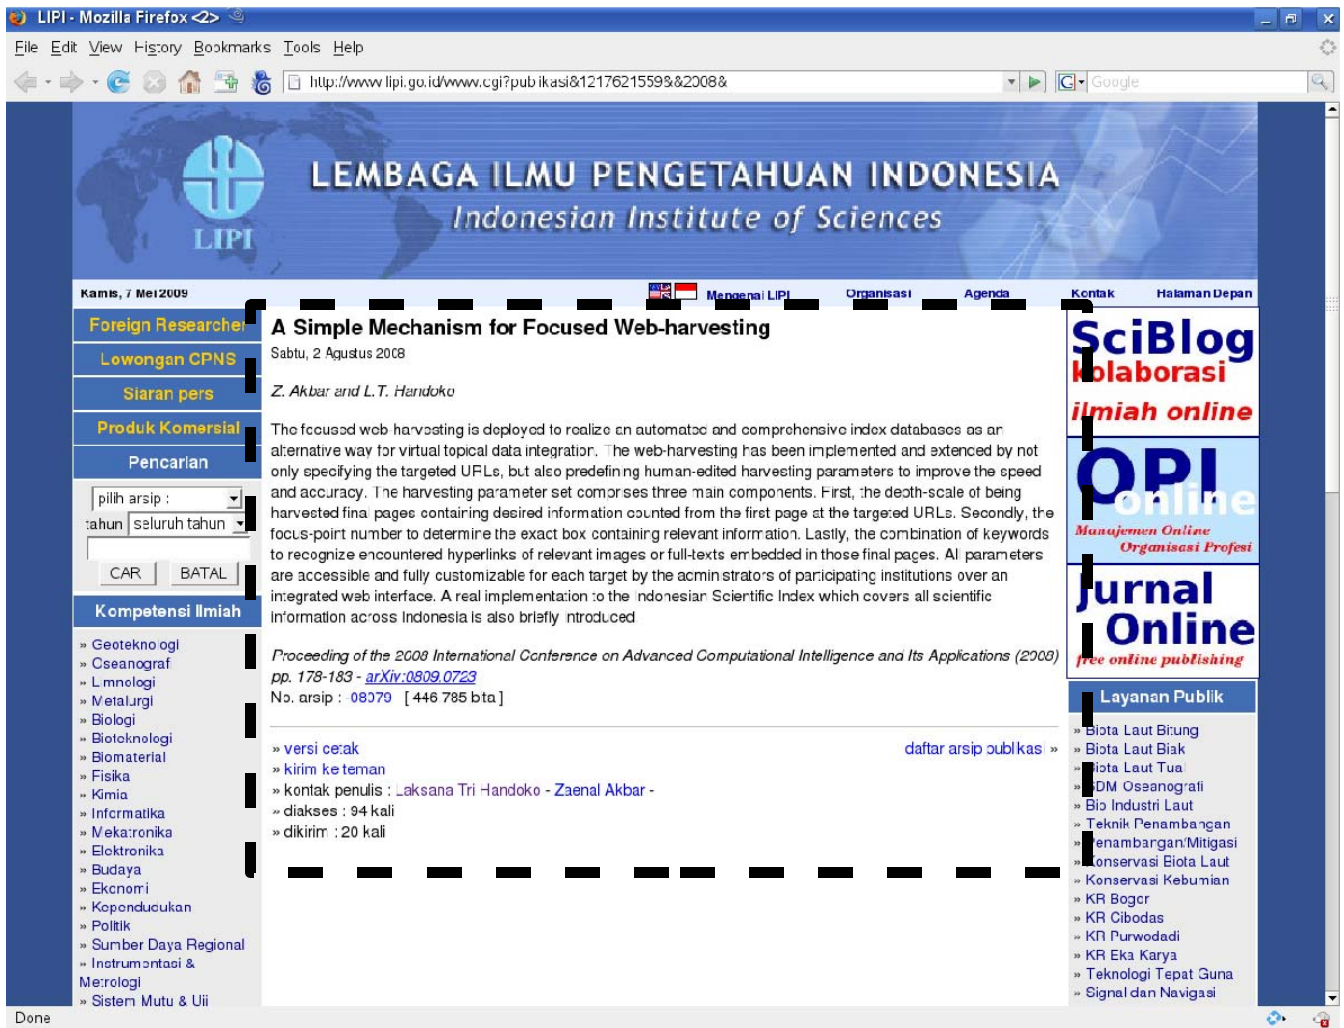 LIPI - Mozilla Firefox <2>
File Edit View History Bookmarks Tools Help
http://www.lipi.go.id/www.cgi?publikasi&1217621559&&2008&
Google
LEMBAGA ILMU PENGETAHUAN INDONESIA
Indonesian Institute of Sciences
LIPI
Kamis, 7 Mei 2009
Mengenai LIPI Organisasi Agenda Kontak Halaman Depan
Foreign Researcher
Lowongan CPNS
Siaran pers
Produk Komersial
Pencarian
pilih arsip :
tahun seluruh tahun
CAR BATAL
Kompetensi Ilmiah
» Geoteknologi
» Oseanografi
» Limnologi
» Metalurgi
» Biologi
» Bioteknologi
» Biomaterial
» Fisika
» Kimia
» Informatika
» Mekatronika
» Elektronika
» Budaya
» Ekonomi
» Kependudukan
» Politik
» Sumber Daya Regional
» Instrumentasi &
Metrologi
» Sistem Mutu & Uji
A Simple Mechanism for Focused Web-harvesting
Sabtu, 2 Agustus 2008
Z. Akbar and L.T. Handoko
The focused web-harvesting is deployed to realize an automated and comprehensive index databases as an
alternative way for virtual topical data integration. The web-harvesting has been implemented and extended by not
only specifying the targeted URLs, but also predefining human-edited harvesting parameters to improve the speed
and accuracy. The harvesting parameter set comprises three main components. First, the depth-scale of being
harvested final pages containing desired information counted from the first page at the targeted URLs. Secondly, the
focus-point number to determine the exact box containing relevant information. Lastly, the combination of keywords
to recognize encountered hyperlinks of relevant images or full-texts embedded in those final pages. All parameters
are accessible and fully customizable for each target by the administrators of participating institutions over an
integrated web interface. A real implementation to the Indonesian Scientific Index which covers all scientific
information across Indonesia is also briefly introduced
Proceeding of the 2008 International Conference on Advanced Computational Intelligence and Its Applications (2008)
pp. 178-183 - arXiv:0809.0723
No. arsip : -08079 [ 446 785 bta ]
» versi cetak
daftar arsip publikasi »
» kirim ke teman
» kontak penulis : Laksana Tri Handoko - Zaenal Akbar -
» diakses : 94 kali
» dikirim : 20 kali
SciBlog
kolaborasi
ilmiah online
OPI
online
Manajemen Online
Organisasi Profesi
Jurnal
Online
free online publishing
Layanan Publik
» Biota Laut Bitung
» Biota Laut Biak
» Biota Laut Tual
» SDM Oseanografi
» Bio Industri Laut
» Teknik Penambangan
» Penambangan/Mitigasi
» Konservasi Biota Laut
» Konservasi Kebumian
» KR Bogor
» KR Cibodas
» KR Purwodadi
» KR Eka Karya
» Teknologi Tepat Guna
» Signal dan Navigasi
Done